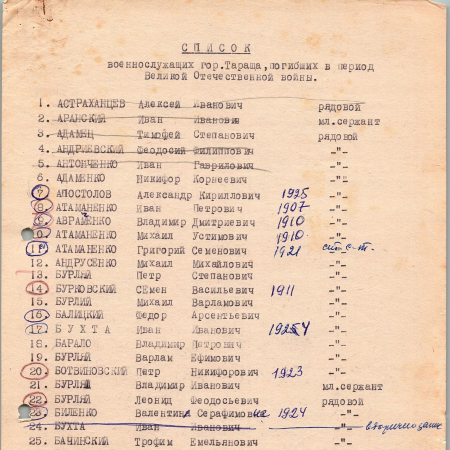 СПИСОК
военнослужащих гор.Тараща,погибших в период
Великой Отечественной войны.
1. АСТРАХАНЦЕВ Алексей Иванович рядовой
2. АРАНСКИЙ Иван Иванович мл.сержант
3. АДАМЕЦ Тимофей Степанович рядовой
4. АНДРИЕВСКИЙ Феодосий Филиппович -"-
5. АНТОНЧЕНКО Иван Гаврилович -"-
6. АДАМЕНКО Никифор Корнеевич -"-
7. АПОСТОЛОВ Александр Кириллович 1925 -"-
8. АТАМАНЕНКО Иван Петрович 1907 -"-
9. АВРАМЕНКО Владимир Дмитриевич 1910 -"-
10. АТАМАНЕНКО Михаил Устимович 1910 -"-
11. АТАМАНЕНКО Григорий Семенович 1921
12. АНДРУСЕНКО Михаил Михайлович -"-
13. БУРЛЯЙ Петр Степанович -"-
14. БУРКОВСКИЙ СЕмен Васильевич 1911 -"-
15. БУРЛИЙ Михаил Варламович -"-
16. БАЛИЦКИЙ Федор Арсентьевич -"-
17. БУХТА Иван Иванович -"-
18. БАРАЛО Владимир Петрович -"-
19. БУРЛЯЙ Варлам Ефимович -"-
20. БОТВИНОВСКИЙ Петр Никифорович 1923 -"-
21. БУРЛЯЙ Владимир Иванович мл.сержант
22. БУРЛЯЙ Леонид Феодосьевич рядовой
23. БИЛЕНКО Валентина Серафимовна 1924 -"-
24. БУХТА Иван Иванович -"-
25. БАЧИНСКИЙ Трофим Емельянович -"-